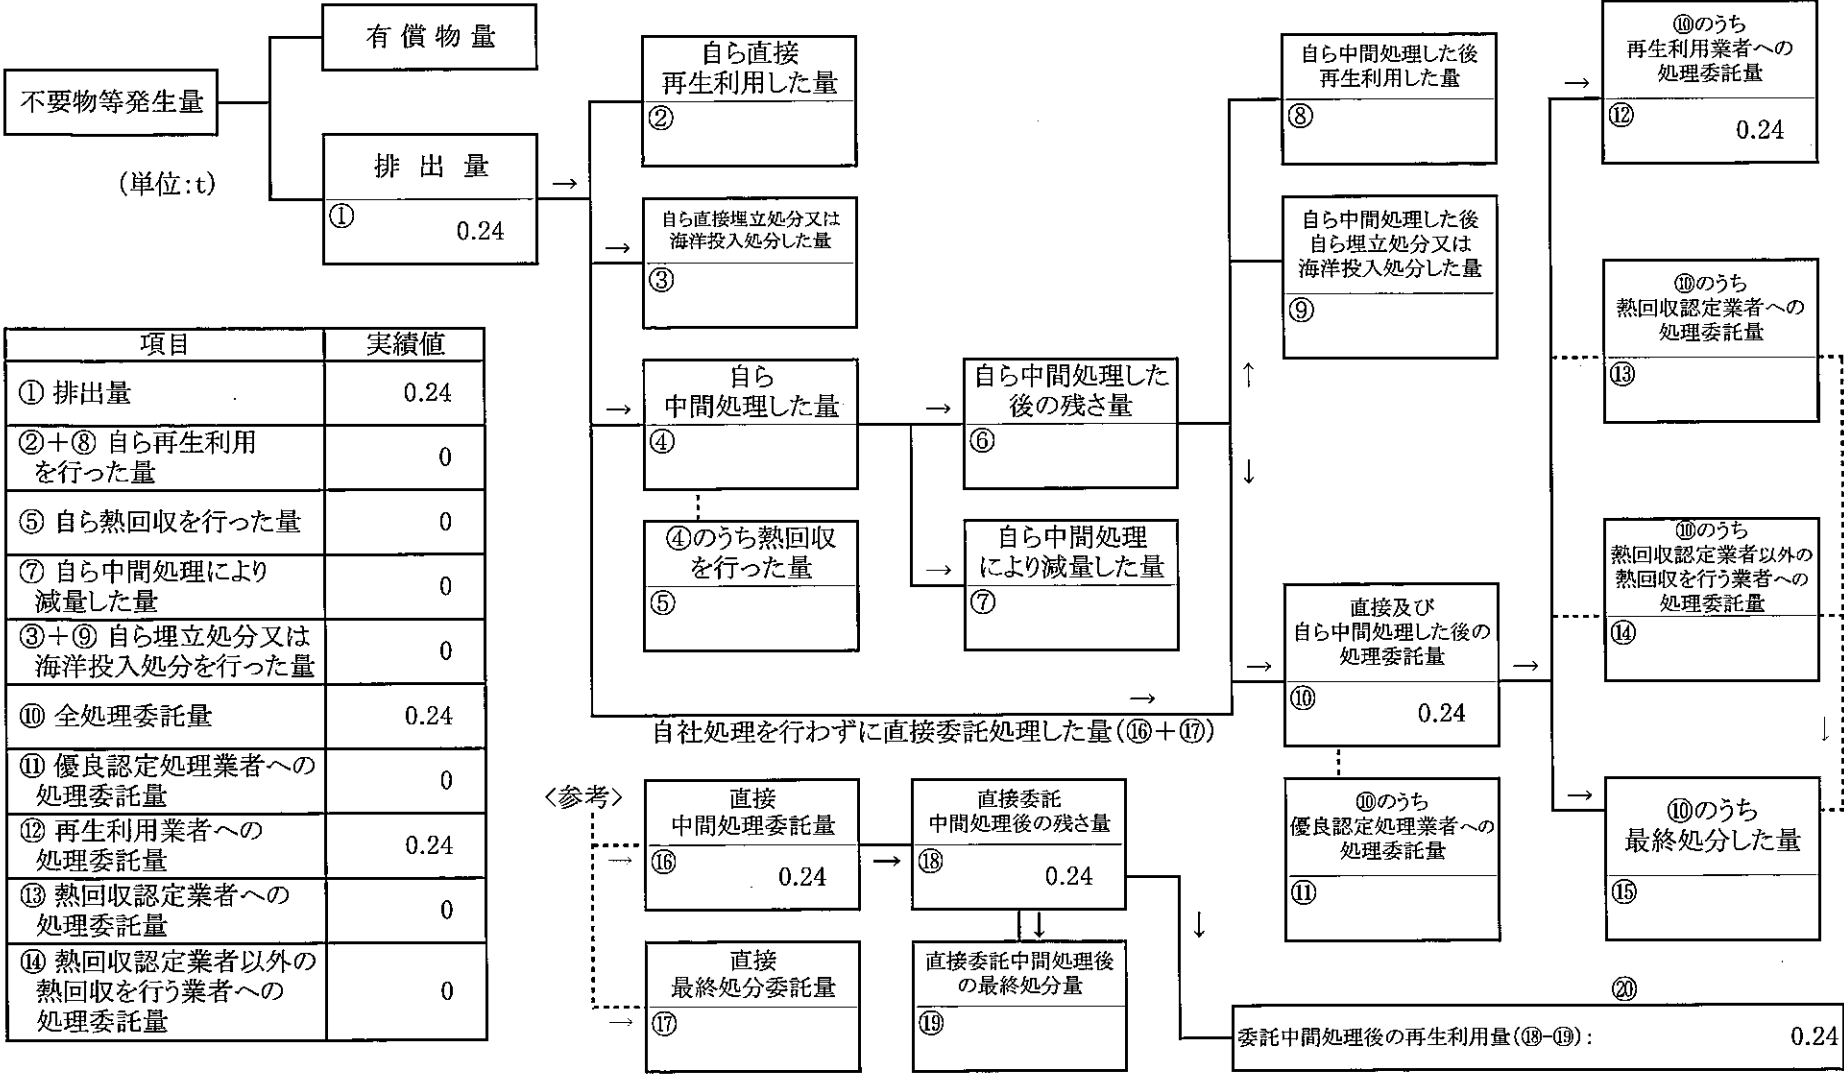 不要物等発生量
(単位:t)
有償物量
排出量
①
0.24
→
自ら直接
再生利用した量
②
→
自ら直接埋立処分又は
海洋投入処分した量
③
→
自ら
中間処理した量
④
④のうち熱回収
を行った量
⑤
→
自ら中間処理した
後の残さ量
⑥
→
自ら中間処理
により減量した量
⑦
↑
↓
自ら中間処理した後
再生利用した量
⑧
自ら中間処理した後
自ら埋立処分又は
海洋投入処分した量
⑨
→
自社処理を行わずに直接委託処理した量(⑯+⑰)
→
直接及び
自ら中間処理した後の
処理委託量
⑩
0.24
⑩のうち
優良認定処理業者への
処理委託量
⑪
→
→
⑩のうち
再生利用業者への
処理委託量
⑫
0.24
⑩のうち
熱回収認定業者への
処理委託量
⑬
⑩のうち
熱回収認定業者以外の
熱回収を行う業者への
処理委託量
⑭
↓
→
⑩のうち
最終処分した量
⑮
項目 実績値
① 排出量 0.24
②+⑧ 自ら再生利用
を行った量 0
⑤ 自ら熱回収を行った量 0
⑦ 自ら中間処理により
減量した量 0
③+⑨ 自ら埋立処分又は
海洋投入処分を行った量 0
⑩ 全処理委託量 0.24
⑪ 優良認定処理業者への
処理委託量 0
⑫ 再生利用業者への
処理委託量 0.24
⑬ 熱回収認定業者への
処理委託量 0
⑭ 熱回収認定業者以外の
熱回収を行う業者への
処理委託量 0
〈参考〉
→
直接
中間処理委託量
⑯
0.24
→
直接
最終処分委託量
⑰
→
直接委託
中間処理後の残さ量
⑱
0.24
↓
直接委託中間処理後
の最終処分量
⑲
↓
⑳
委託中間処理後の再生利用量(⑱-⑲): 0.24